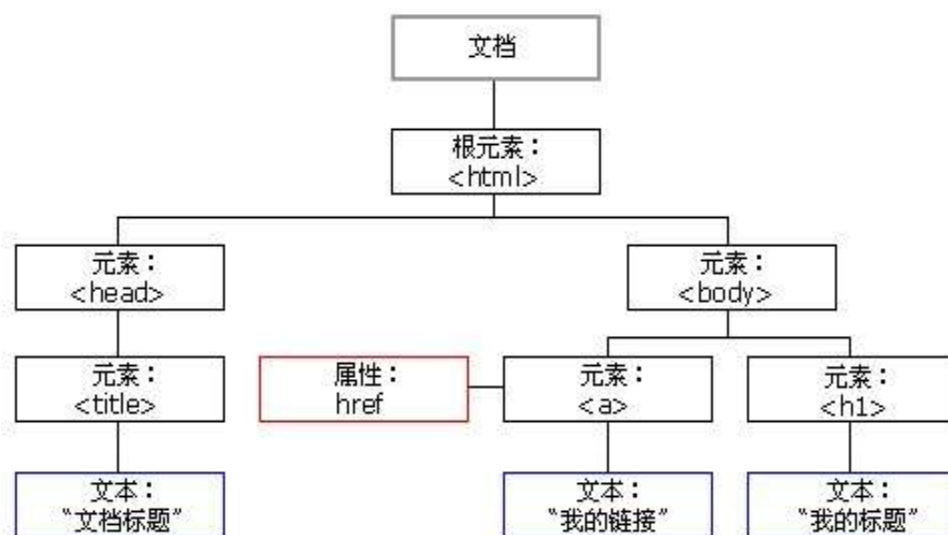 文档
根元素：
<html>
元素：
<head>
元素：
<body>
元素：
<title>
属性：
href
元素：
<a>
元素：
<h1>
文本：
“文档标题”
文本：
“我的链接”
文本：
“我的标题”